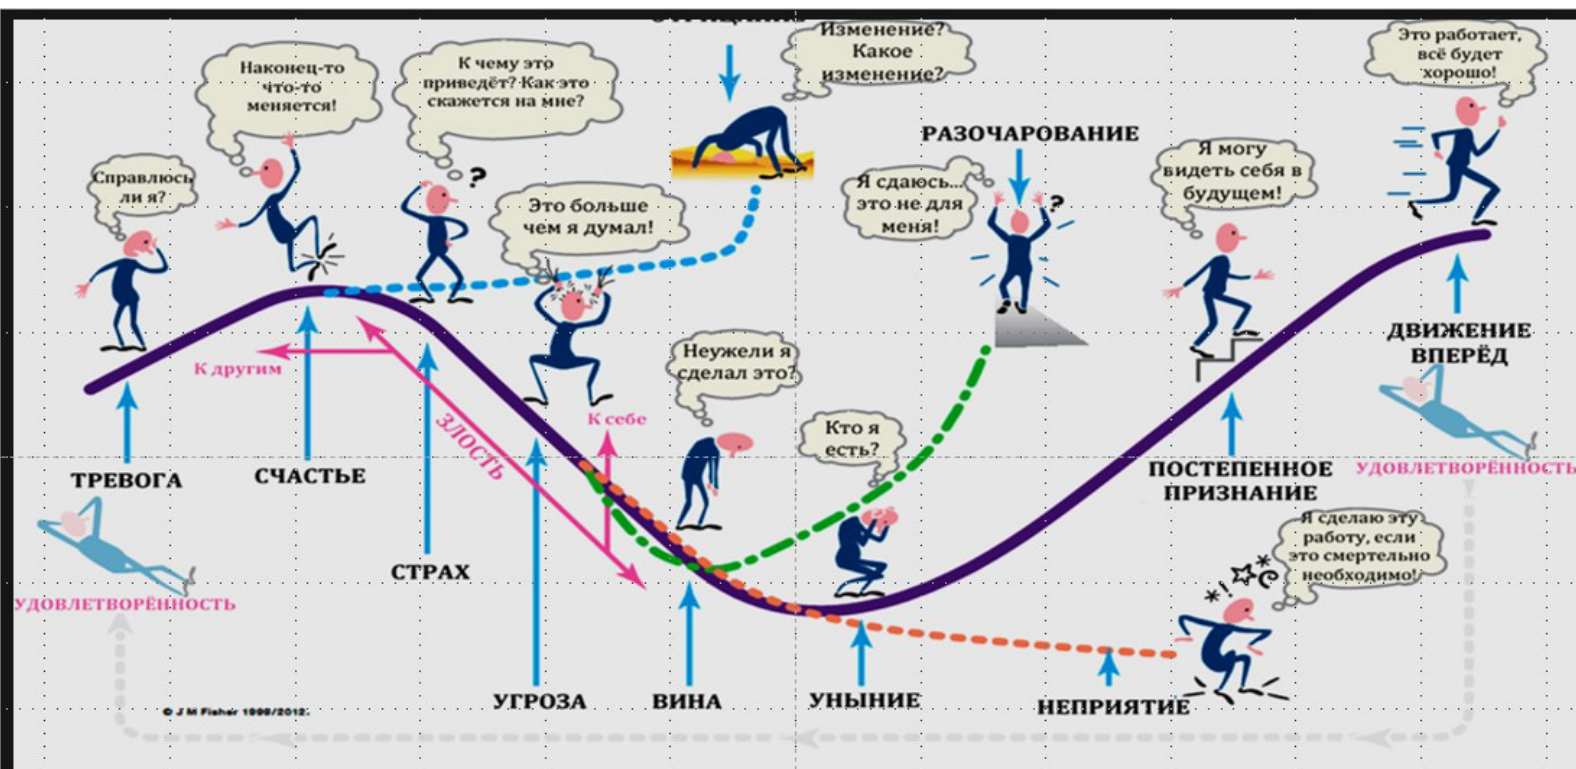 Изменение?
Какое
изменение?
Это работает,
всё будет
хорошо!
Наконец-то
что-то
меняется!
К чему это
приведёт? Как это
скажется на мне?
РАЗОЧАРОВАНИЕ
Справлюсь
ли я?
?
Это больше
чем я думал!
Я сдаюсь...
это не для
меня!
?
Я могу
видеть себя в
будущем!
ДВИЖЕНИЕ
ВПЕРЁД
К другим
Неужели я
сделал это?
ЗЛОСТЬ
К себе
Кто я
есть?
ТРЕВОГА
СЧАСТЬЕ
ПОСТЕПЕННОЕ
ПРИЗНАНИЕ
УДОВЛЕТВОРЁННОСТЬ
СТРАХ
Я сделаю эту
работу, если
это смертельно
необходимо!
УДОВЛЕТВОРЁННОСТЬ
УГРОЗА
ВИНА
УНЫНИЕ
НЕПРИЯТИЕ
© J M Fisher 1999/2012.